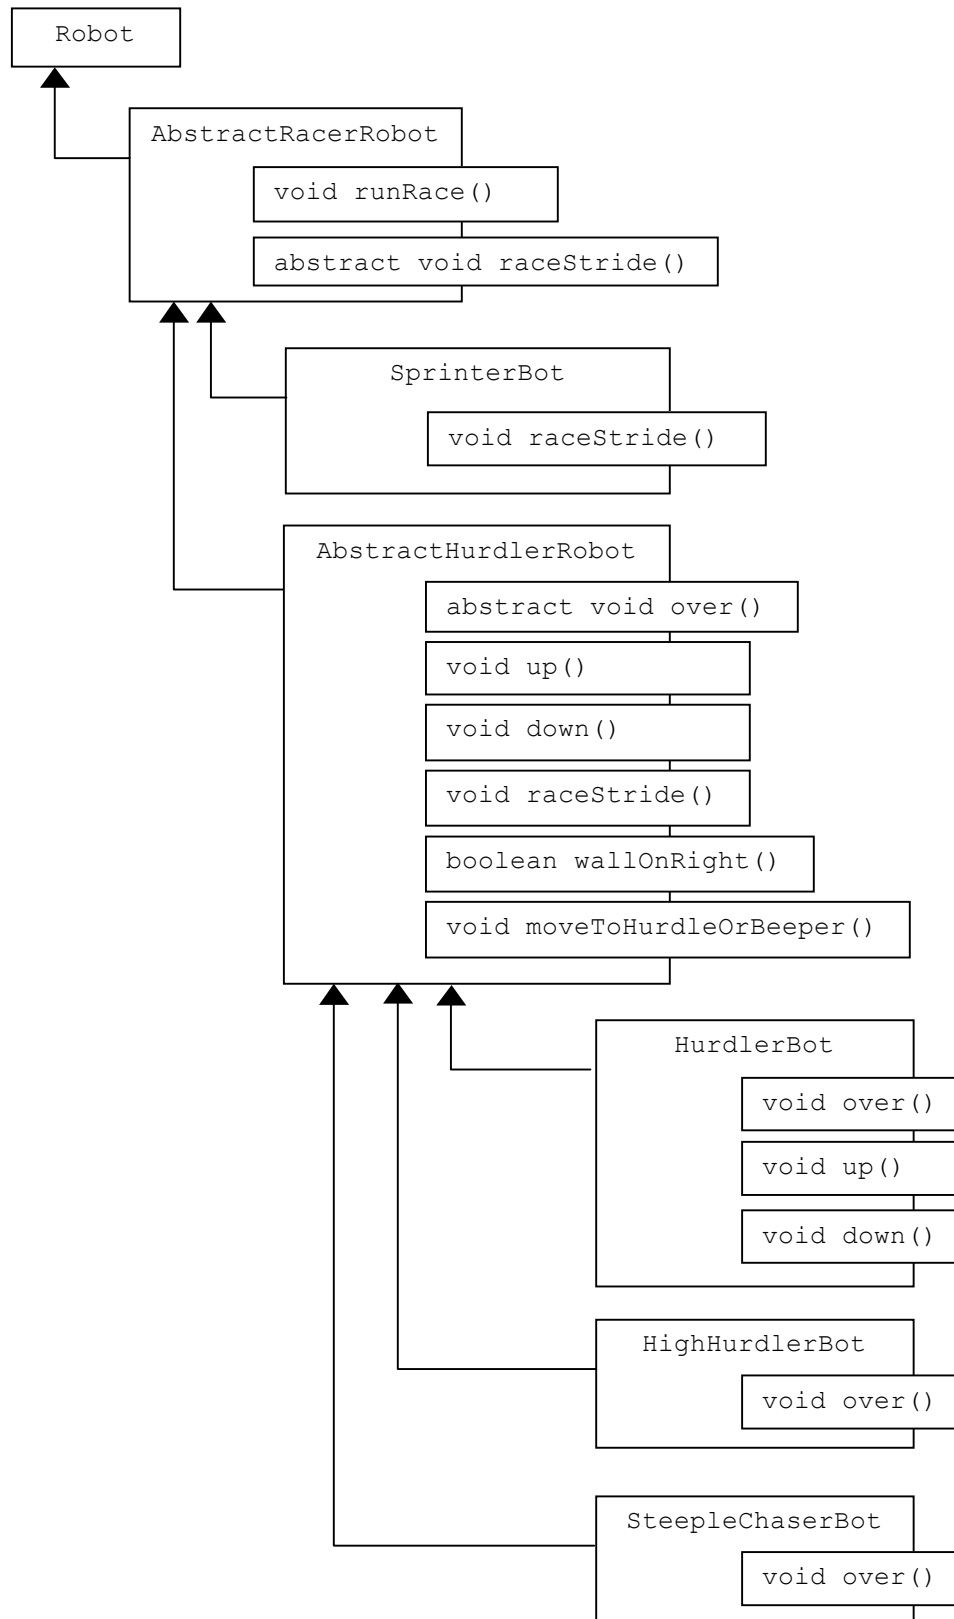 Robot
AbstractRacerRobot
void runRace()
abstract void raceStride()
SprinterBot
void raceStride()
AbstractHurdlerRobot
abstract void over()
void up()
void down()
void raceStride()
boolean wallOnRight()
void moveToHurdleOrBeeper()
HurdlerBot
void over()
void up()
void down()
HighHurdlerBot
void over()
SteepleChaserBot
void over()